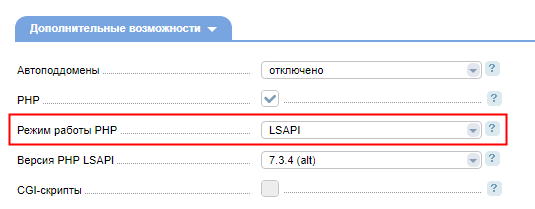 Дополнительные возможности
Автоподдомены отключено ?
PHP ?
Режим работы PHP LSAPI ?
Версия PHP LSAPI 7.3.4 (alt) ?
CGI-скрипты ?